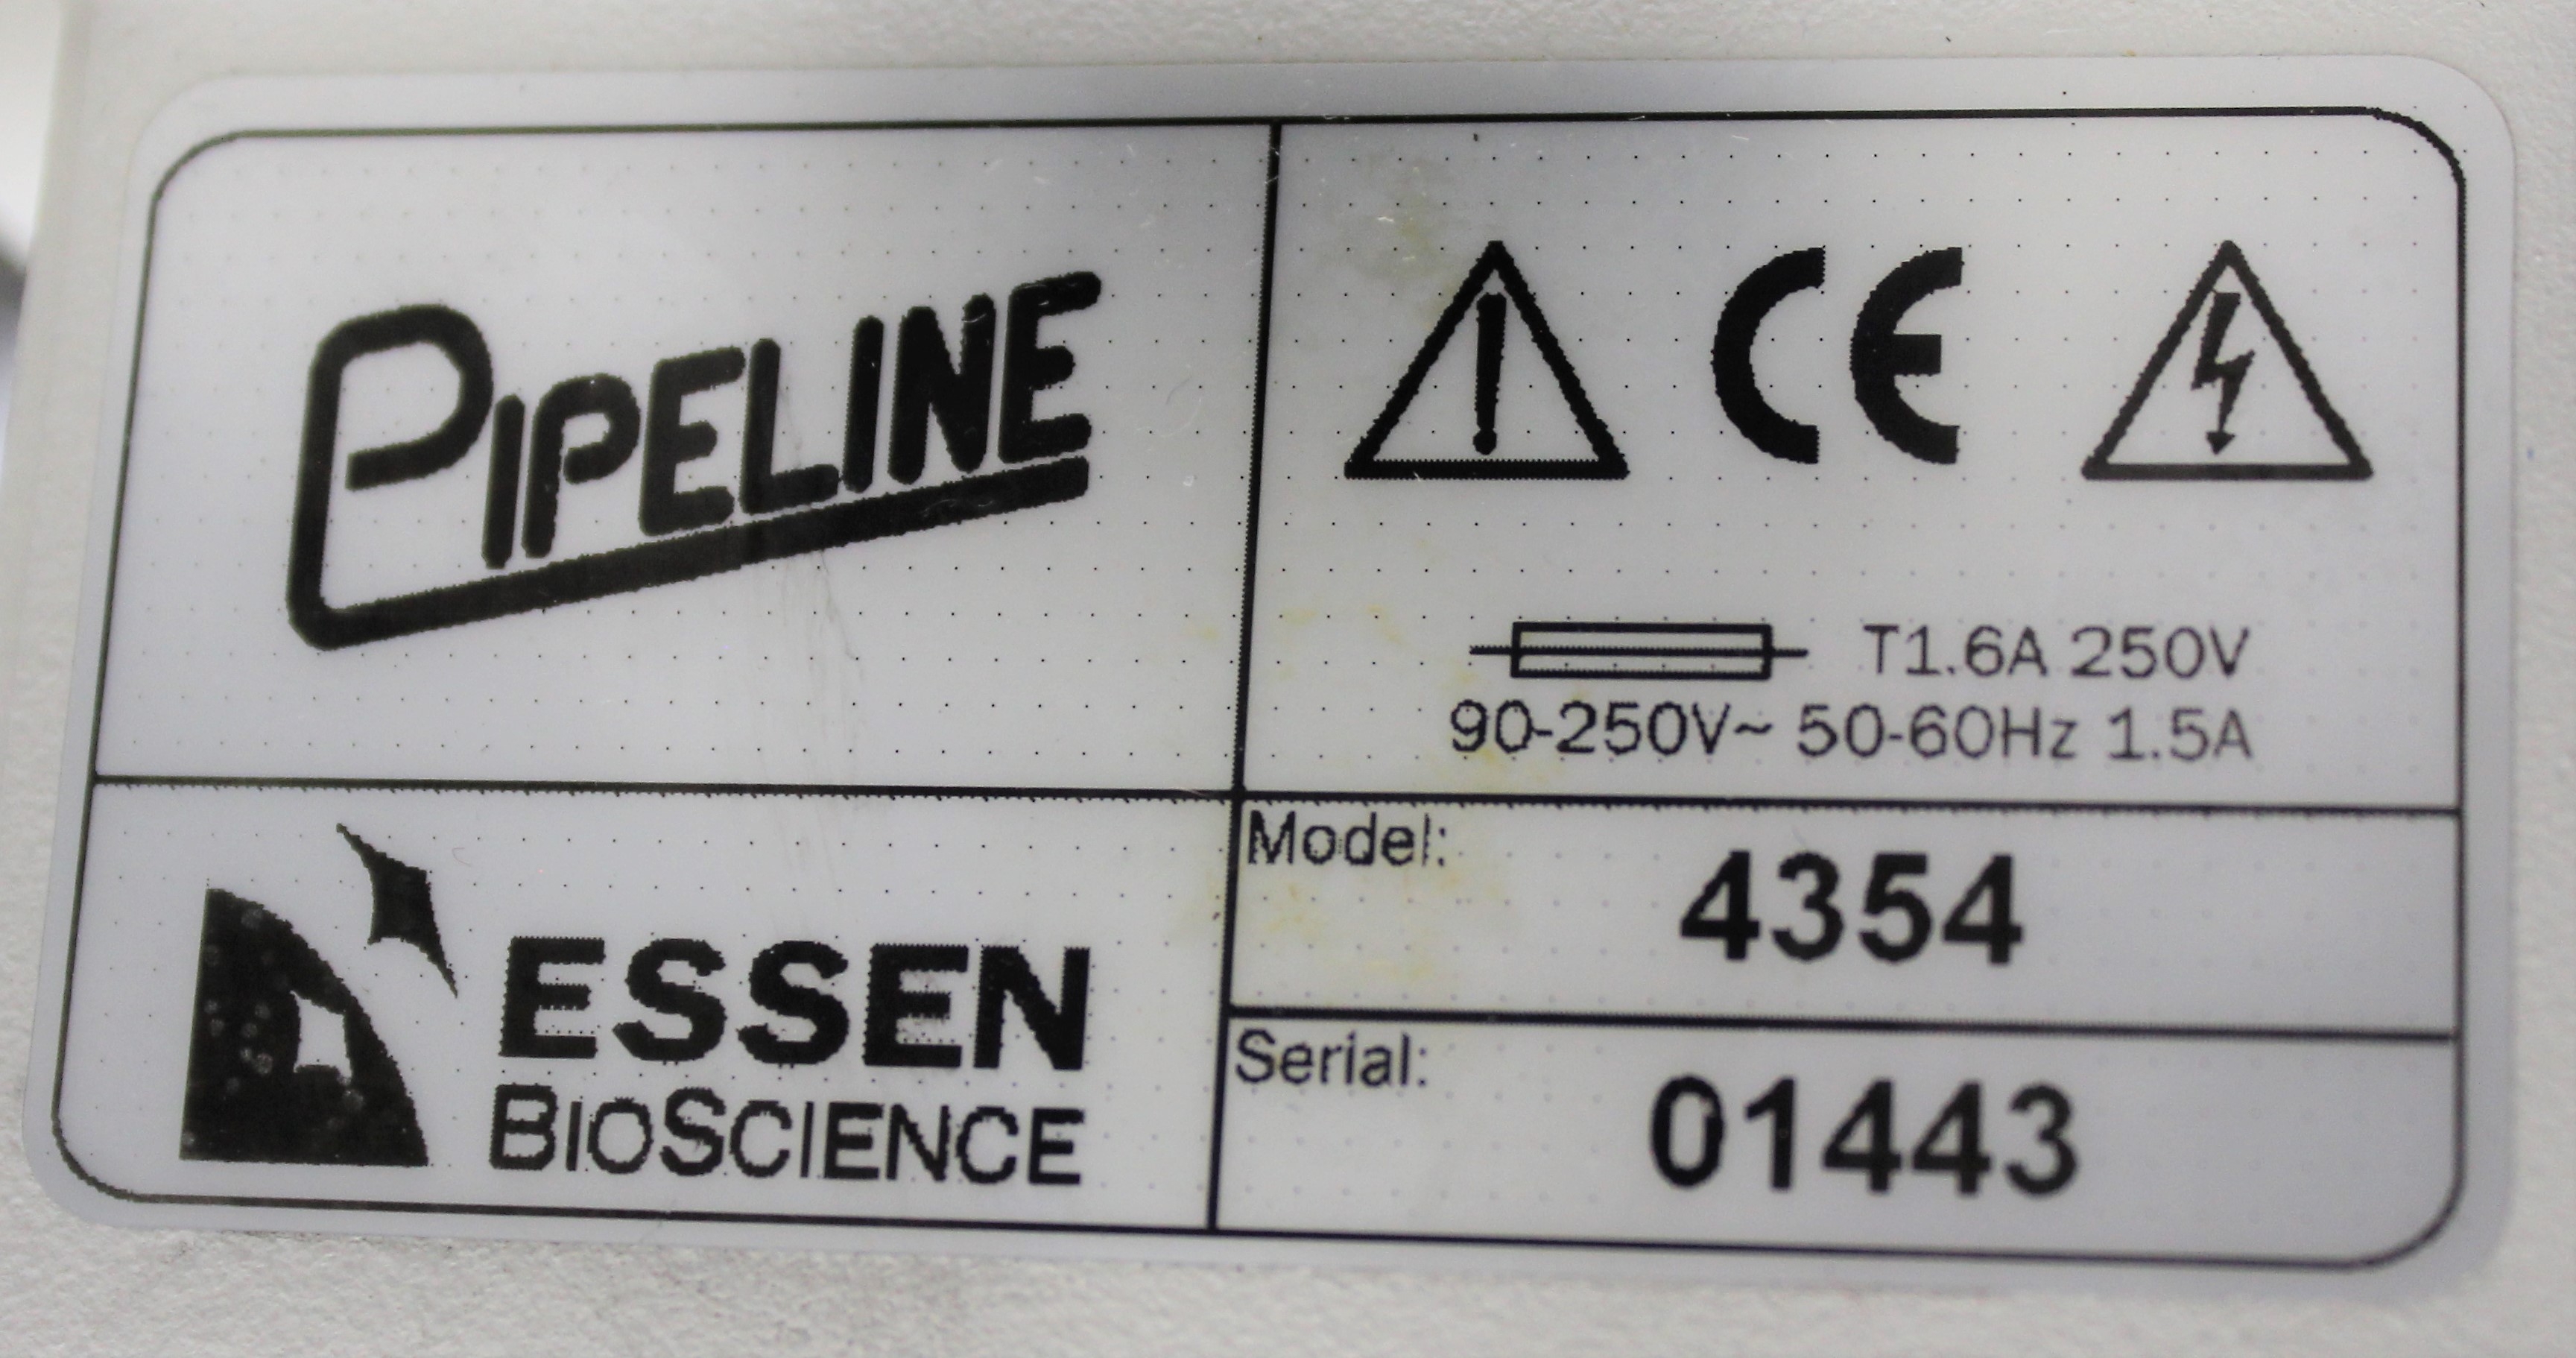 PIPELINE
CE
T1.6A 250V
90-250V~ 50-60Hz 1.5A
ESSEN
BIOSCIENCE
Model:
4354
Serial:
01443